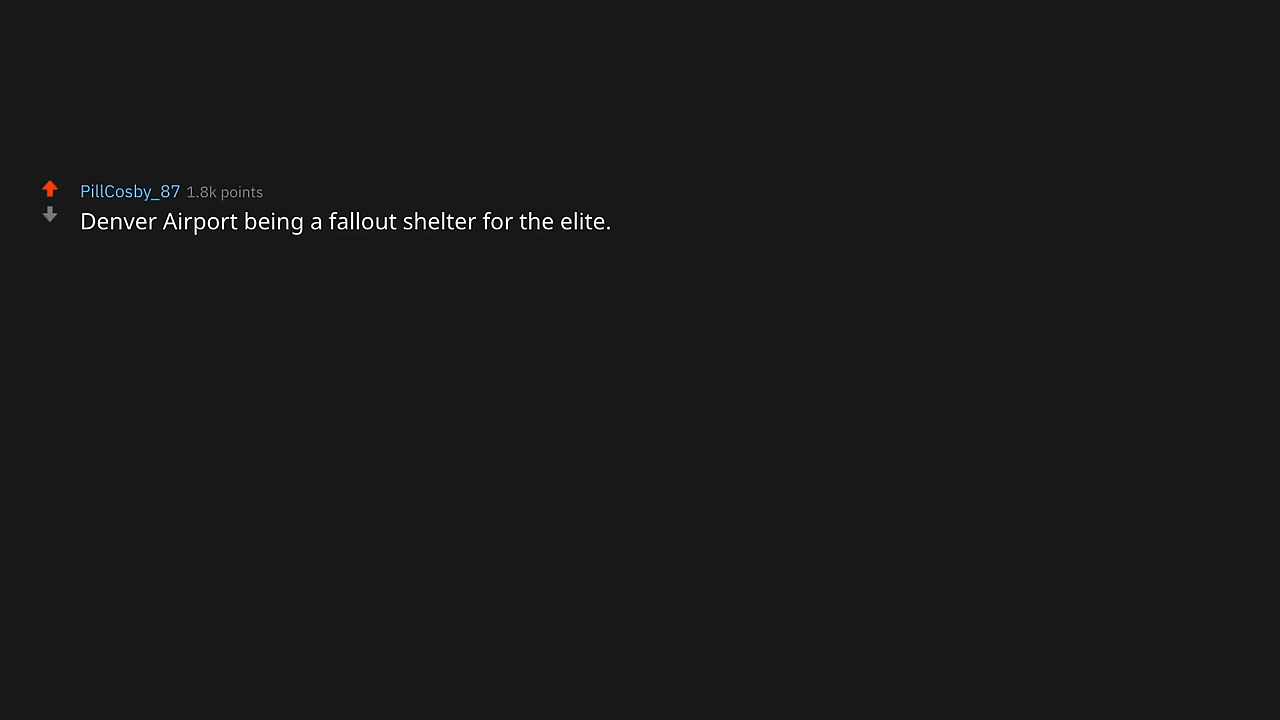 PillCosby_87 1.8k points
Denver Airport being a fallout shelter for the elite.